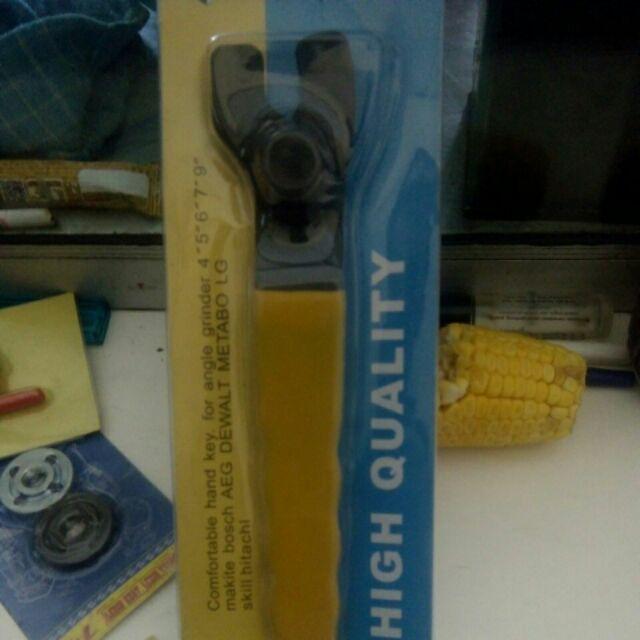 Comfortable hand key, for angle grinder 4"5"6"7"9"
makite bosch AEG DEWALT METABO LG
skill hitachi
HIGH QUALITY